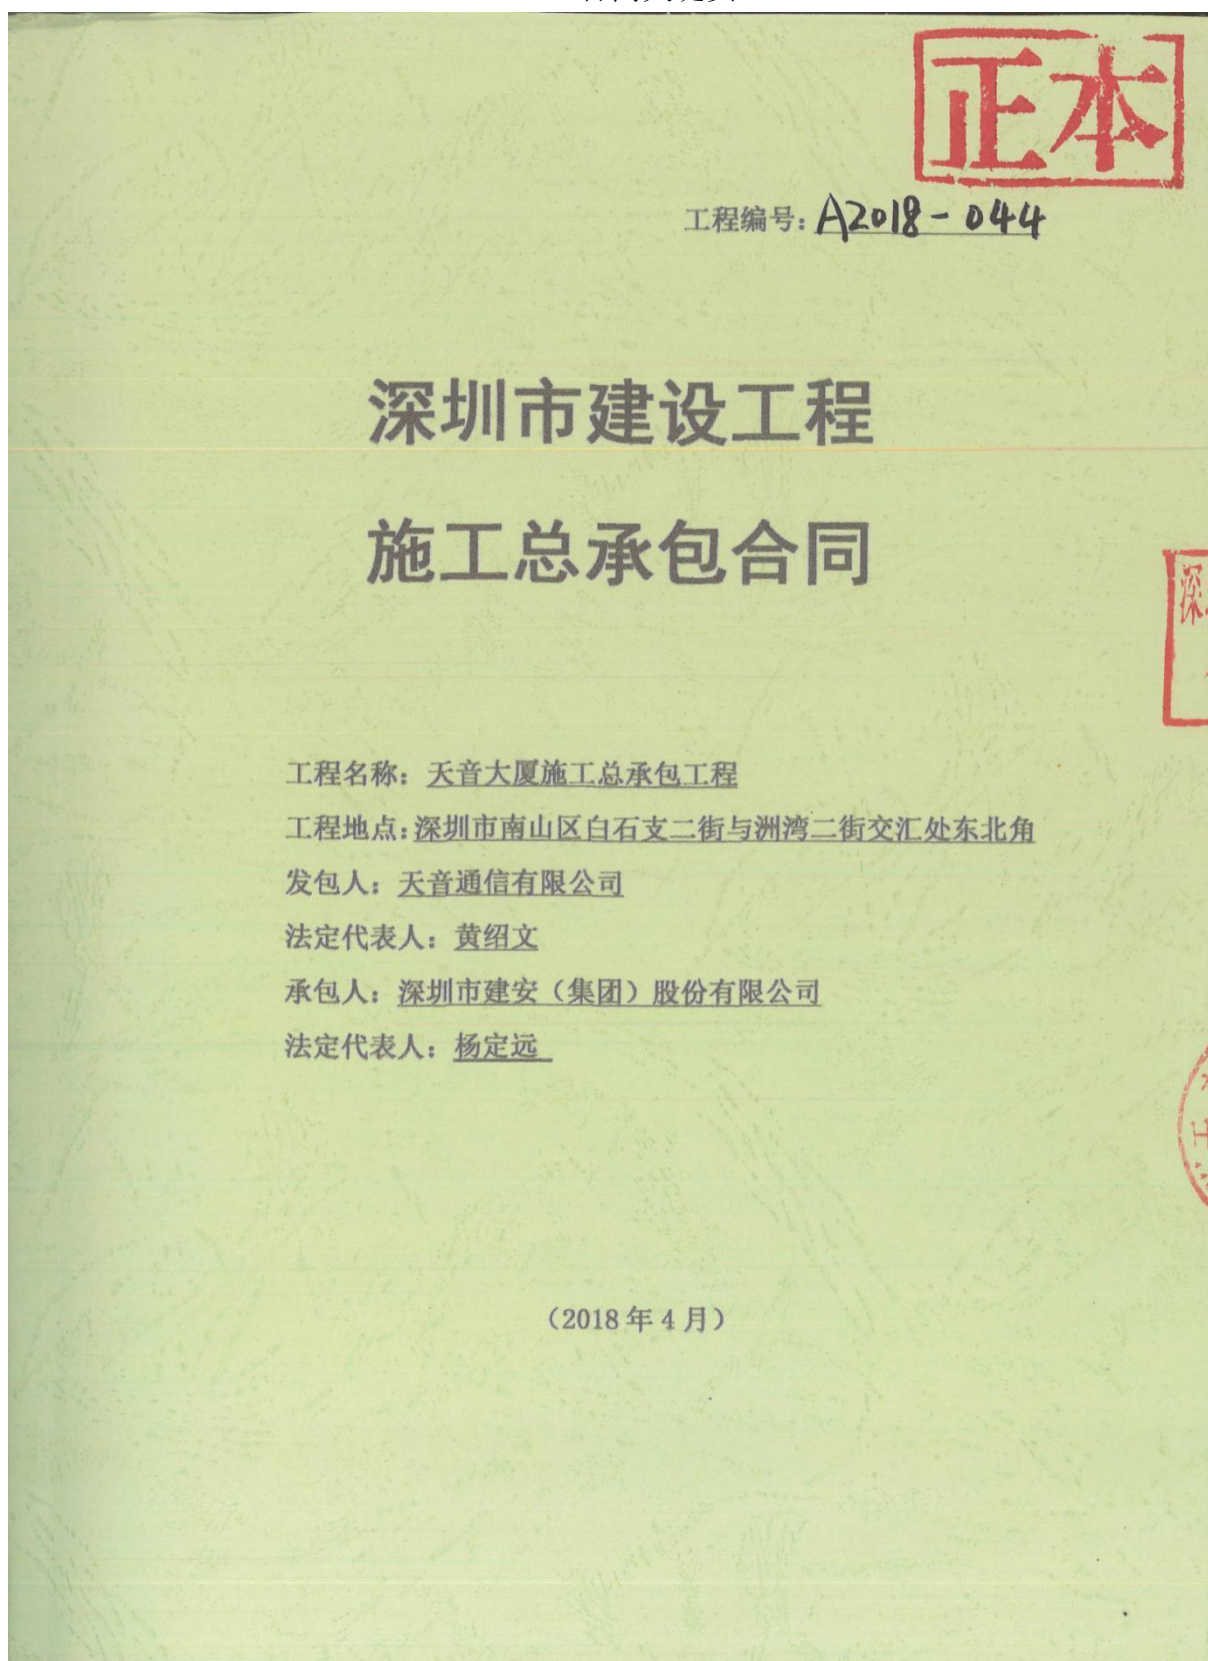 正本
工程编号：A2018-044
深圳市建设工程
施工总承包合同
深
工程名称：天音大厦施工总承包工程
工程地点：深圳市南山区白石支二街与洲湾二街交汇处东北角
发包人：天音通信有限公司
法定代表人：黄绍文
承包人：深圳市建安（集团）股份有限公司
法定代表人：杨定远
（2018年4月）